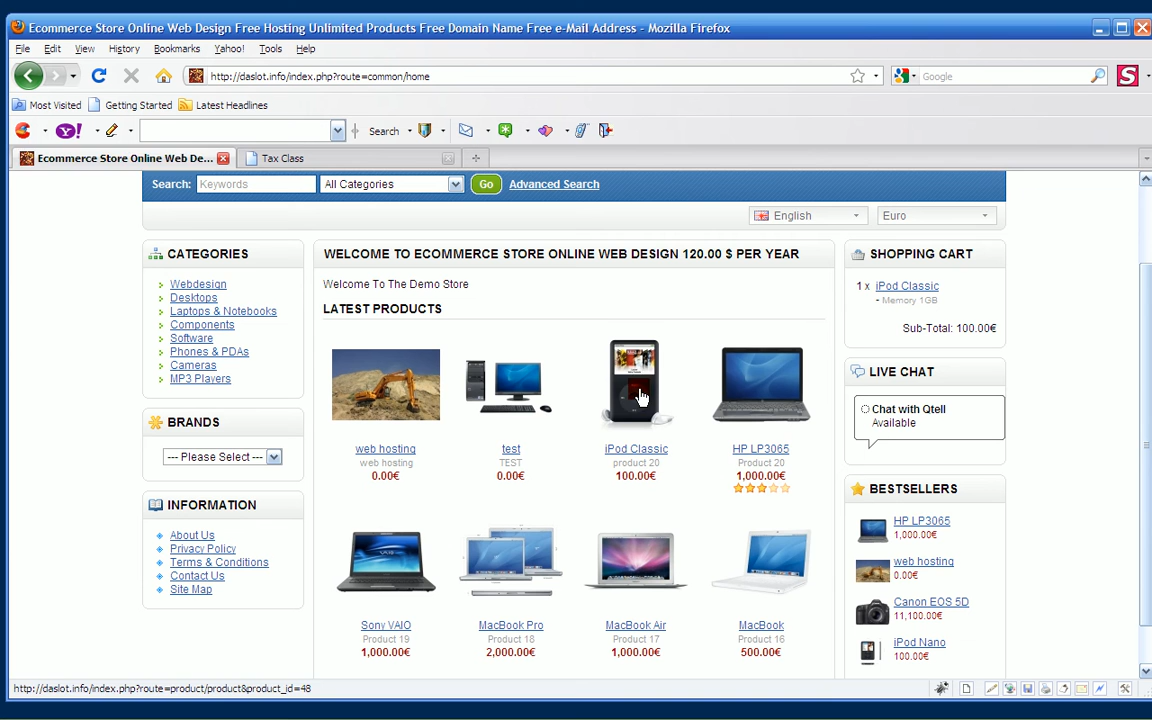 Ecommerce Store Online Web Design Free Hosting Unlimited Products Free Domain Name Free e-Mail Address - Mozilla Firefox
File Edit View History Bookmarks Yahoo! Tools Help
http://daslot.info/index.php?route=common/home
Google
S
Most Visited Getting Started Latest Headlines
Y! Search
Ecommerce Store Online Web De... Tax Class
Search: Keywords All Categories Go Advanced Search
English Euro
CATEGORIES
Webdesign
Desktops
Laptops & Notebooks
Components
Software
Phones & PDAs
Cameras
MP3 Players
BRANDS
--- Please Select ---
INFORMATION
About Us
Privacy Policy
Terms & Conditions
Contact Us
Site Map
WELCOME TO ECOMMERCE STORE ONLINE WEB DESIGN 120.00 $ PER YEAR
Welcome To The Demo Store
LATEST PRODUCTS
web hosting test iPod Classic HP LP3065
web hosting TEST product 20 Product 20
0.00€ 0.00€ 100.00€ 1,000.00€
Sony VAIO MacBook Pro MacBook Air MacBook
Product 19 Product 18 Product 17 Product 16
1,000.00€ 2,000.00€ 1,000.00€ 500.00€
SHOPPING CART
1 x iPod Classic
- Memory 1GB
Sub-Total: 100.00€
LIVE CHAT
Chat with Qtell
Available
BESTSELLERS
HP LP3065
1,000.00€
web hosting
0.00€
Canon EOS 5D
11,100.00€
iPod Nano
100.00€
http://daslot.info/index.php?route=product/product&product_id=48